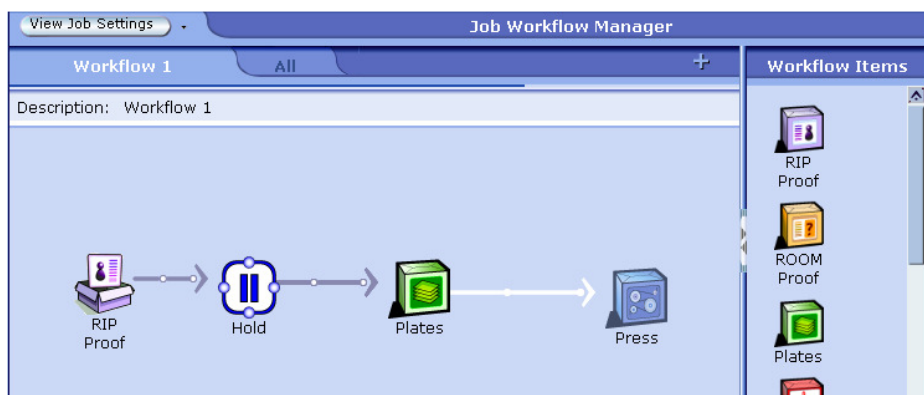 View Job Settings
Job Workflow Manager
Workflow 1
All
+
Workflow Items
Description: Workflow 1
RIP
Proof
Hold
Plates
Press
RIP
Proof
ROOM
Proof
Plates